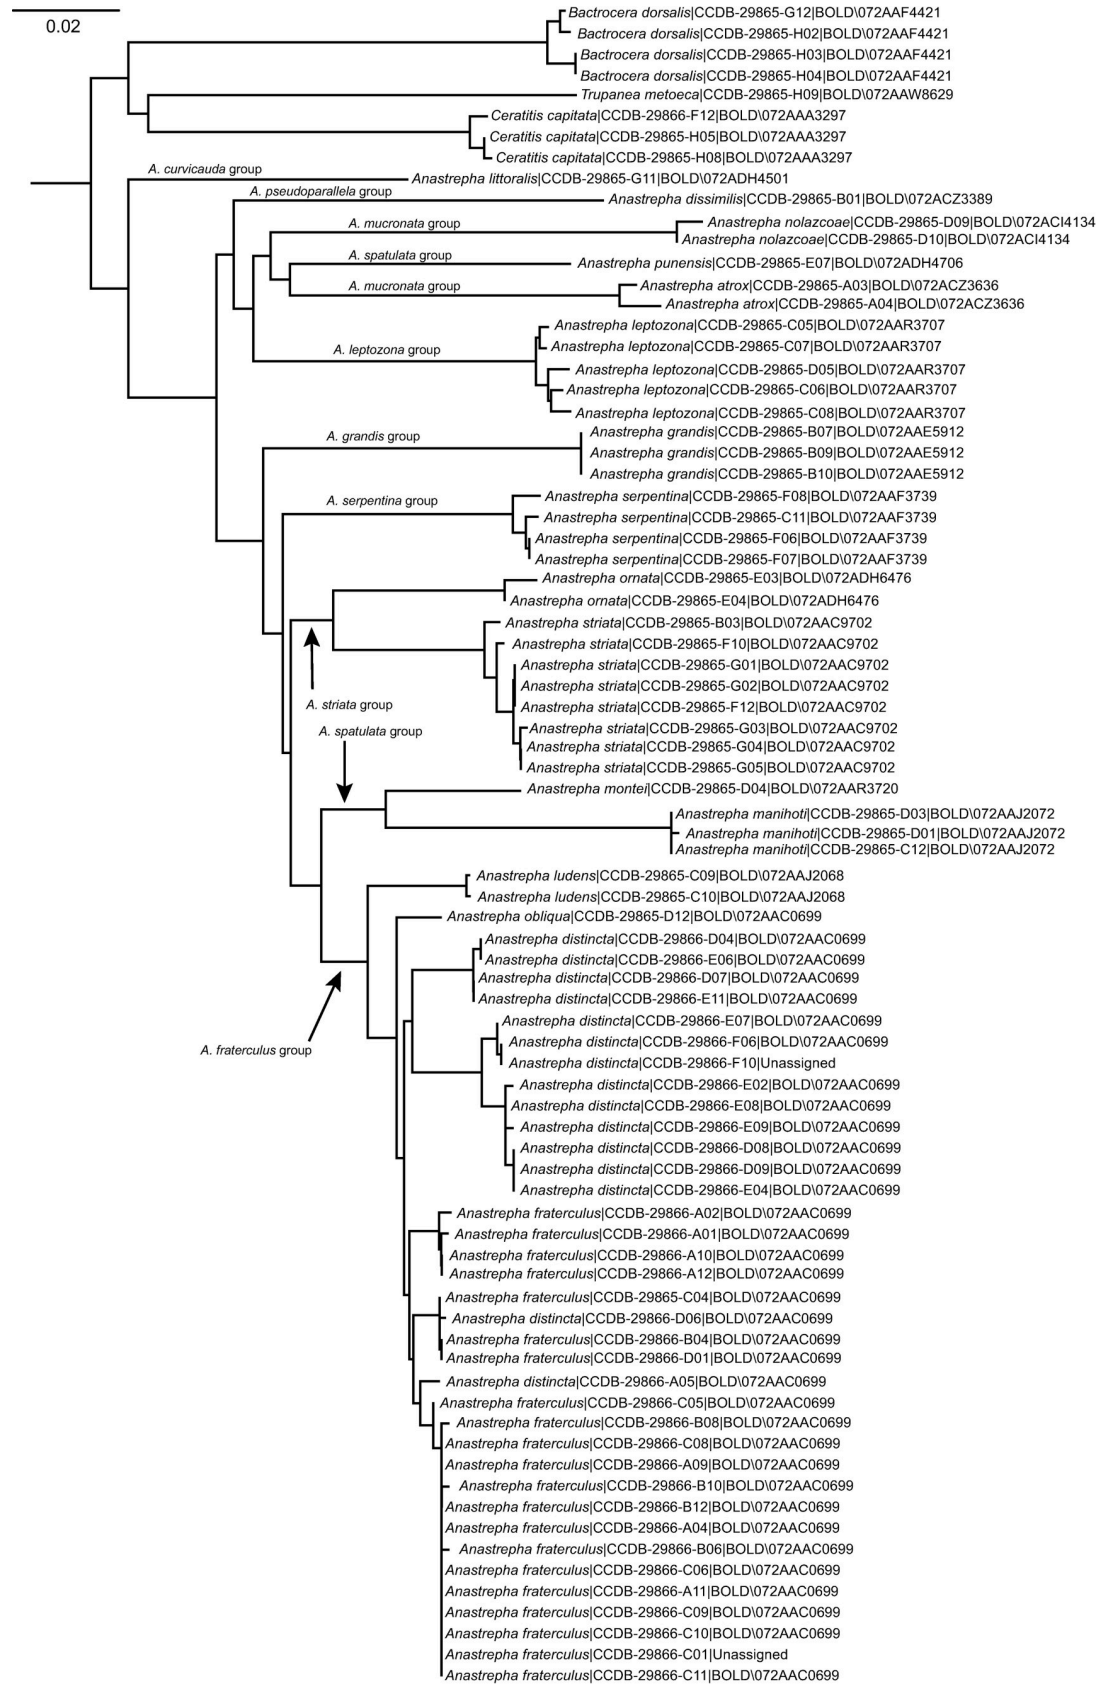 0.02
Bactrocera dorsalis|CCDB-29865-G12|BOLD\072AAF4421
Bactrocera dorsalis|CCDB-29865-H02|BOLD\072AAF4421
Bactrocera dorsalis|CCDB-29865-H03|BOLD\072AAF4421
Bactrocera dorsalis|CCDB-29865-H04|BOLD\072AAF4421
Trupanea metoeca|CCDB-29865-H09|BOLD\072AAW8629
Ceratitis capitata|CCDB-29866-F12|BOLD\072AAA3297
Ceratitis capitata|CCDB-29865-H05|BOLD\072AAA3297
Ceratitis capitata|CCDB-29865-H08|BOLD\072AAA3297
A. curvicauda group
Anastrepha littoralis|CCDB-29865-G11|BOLD\072ADH4501
A. pseudoparallela group
Anastrepha dissimilis|CCDB-29865-B01|BOLD\072ACZ3389
A. mucronata group
Anastrepha nolazcoae|CCDB-29865-D09|BOLD\072ACI4134
Anastrepha nolazcoae|CCDB-29865-D10|BOLD\072ACI4134
A. spatulata group
Anastrepha punensis|CCDB-29865-E07|BOLD\072ADH4706
A. mucronata group
Anastrepha atrox|CCDB-29865-A03|BOLD\072ACZ3636
Anastrepha atrox|CCDB-29865-A04|BOLD\072ACZ3636
Anastrepha leptozona|CCDB-29865-C05|BOLD\072AAR3707
A. leptozona group
Anastrepha leptozona|CCDB-29865-C07|BOLD\072AAR3707
Anastrepha leptozona|CCDB-29865-D05|BOLD\072AAR3707
Anastrepha leptozona|CCDB-29865-C06|BOLD\072AAR3707
Anastrepha leptozona|CCDB-29865-C08|BOLD\072AAR3707
A. grandis group
Anastrepha grandis|CCDB-29865-B07|BOLD\072AAE5912
Anastrepha grandis|CCDB-29865-B09|BOLD\072AAE5912
Anastrepha grandis|CCDB-29865-B10|BOLD\072AAE5912
A. serpentina group
Anastrepha serpentina|CCDB-29865-F08|BOLD\072AAF3739
Anastrepha serpentina|CCDB-29865-C11|BOLD\072AAF3739
Anastrepha serpentina|CCDB-29865-F06|BOLD\072AAF3739
Anastrepha serpentina|CCDB-29865-F07|BOLD\072AAF3739
Anastrepha ornata|CCDB-29865-E03|BOLD\072ADH6476
Anastrepha ornata|CCDB-29865-E04|BOLD\072ADH6476
Anastrepha striata|CCDB-29865-B03|BOLD\072AAC9702
Anastrepha striata|CCDB-29865-F10|BOLD\072AAC9702
Anastrepha striata|CCDB-29865-G01|BOLD\072AAC9702
Anastrepha striata|CCDB-29865-G02|BOLD\072AAC9702
A. striata group
Anastrepha striata|CCDB-29865-F12|BOLD\072AAC9702
A. spatulata group
Anastrepha striata|CCDB-29865-G03|BOLD\072AAC9702
Anastrepha striata|CCDB-29865-G04|BOLD\072AAC9702
Anastrepha striata|CCDB-29865-G05|BOLD\072AAC9702
Anastrepha montei|CCDB-29865-D04|BOLD\072AAR3720
Anastrepha manihoti|CCDB-29865-D03|BOLD\072AAJ2072
Anastrepha manihoti|CCDB-29865-D01|BOLD\072AAJ2072
Anastrepha manihoti|CCDB-29865-C12|BOLD\072AAJ2072
Anastrepha ludens|CCDB-29865-C09|BOLD\072AAJ2068
Anastrepha ludens|CCDB-29865-C10|BOLD\072AAJ2068
Anastrepha obliqua|CCDB-29865-D12|BOLD\072AAC0699
Anastrepha distincta|CCDB-29866-D04|BOLD\072AAC0699
Anastrepha distincta|CCDB-29866-E06|BOLD\072AAC0699
Anastrepha distincta|CCDB-29866-D07|BOLD\072AAC0699
Anastrepha distincta|CCDB-29866-E11|BOLD\072AAC0699
Anastrepha distincta|CCDB-29866-E07|BOLD\072AAC0699
Anastrepha distincta|CCDB-29866-F06|BOLD\072AAC0699
A. fraterculus group
Anastrepha distincta|CCDB-29866-F10|Unassigned
Anastrepha distincta|CCDB-29866-E02|BOLD\072AAC0699
Anastrepha distincta|CCDB-29866-E08|BOLD\072AAC0699
Anastrepha distincta|CCDB-29866-E09|BOLD\072AAC0699
Anastrepha distincta|CCDB-29866-D08|BOLD\072AAC0699
Anastrepha distincta|CCDB-29866-D09|BOLD\072AAC0699
Anastrepha distincta|CCDB-29866-E04|BOLD\072AAC0699
Anastrepha fraterculus|CCDB-29866-A02|BOLD\072AAC0699
Anastrepha fraterculus|CCDB-29866-A01|BOLD\072AAC0699
Anastrepha fraterculus|CCDB-29866-A10|BOLD\072AAC0699
Anastrepha fraterculus|CCDB-29866-A12|BOLD\072AAC0699
Anastrepha fraterculus|CCDB-29865-C04|BOLD\072AAC0699
Anastrepha distincta|CCDB-29866-D06|BOLD\072AAC0699
Anastrepha fraterculus|CCDB-29866-B04|BOLD\072AAC0699
Anastrepha fraterculus|CCDB-29866-D01|BOLD\072AAC0699
Anastrepha distincta|CCDB-29866-A05|BOLD\072AAC0699
Anastrepha fraterculus|CCDB-29866-C05|BOLD\072AAC0699
Anastrepha fraterculus|CCDB-29866-B08|BOLD\072AAC0699
Anastrepha fraterculus|CCDB-29866-C08|BOLD\072AAC0699
Anastrepha fraterculus|CCDB-29866-A09|BOLD\072AAC0699
Anastrepha fraterculus|CCDB-29866-B10|BOLD\072AAC0699
Anastrepha fraterculus|CCDB-29866-B12|BOLD\072AAC0699
Anastrepha fraterculus|CCDB-29866-A04|BOLD\072AAC0699
Anastrepha fraterculus|CCDB-29866-B06|BOLD\072AAC0699
Anastrepha fraterculus|CCDB-29866-C06|BOLD\072AAC0699
Anastrepha fraterculus|CCDB-29866-A11|BOLD\072AAC0699
Anastrepha fraterculus|CCDB-29866-C09|BOLD\072AAC0699
Anastrepha fraterculus|CCDB-29866-C10|BOLD\072AAC0699
Anastrepha fraterculus|CCDB-29866-C01|Unassigned
Anastrepha fraterculus|CCDB-29866-C11|BOLD\072AAC0699